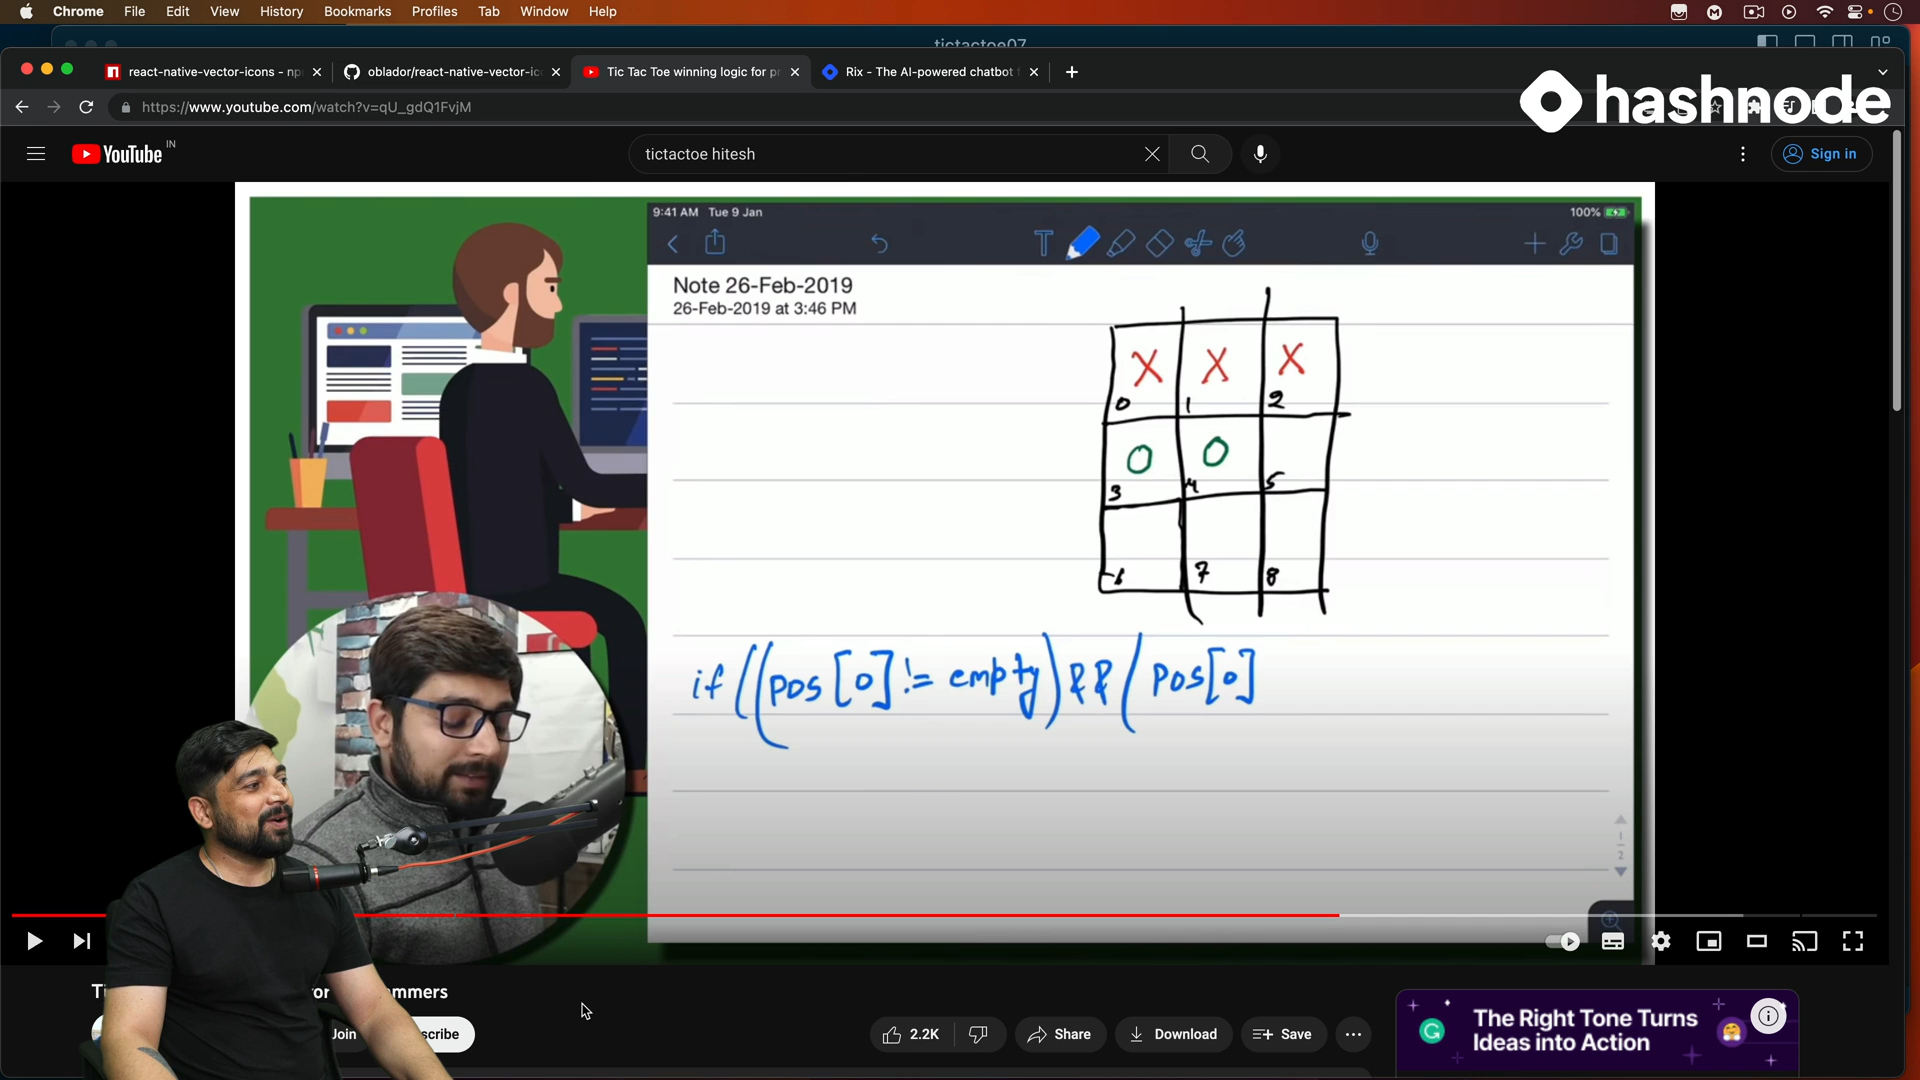 Chrome File Edit View History Bookmarks Profiles Tab Window Help
tictactoe07
react-native-vector-icons - np
oblador/react-native-vector-ic
Tic Tac Toe winning logic for p
Rix - The AI-powered chatbot
hashnode
https://www.youtube.com/watch?v=qU_gdQ1FvjM
YouTube IN
tictactoe hitesh
Sign in
9:41 AM Tue 9 Jan
100%
T
Note 26-Feb-2019
26-Feb-2019 at 3:46 PM
X X X
0 1 2
O O
3 4 5
6 7 8
if((pos[0] != empty) && (pos[0]
1
2
mmers
Join
scribe
2.2K
Share
Download
Save
The Right Tone Turns
Ideas into Action